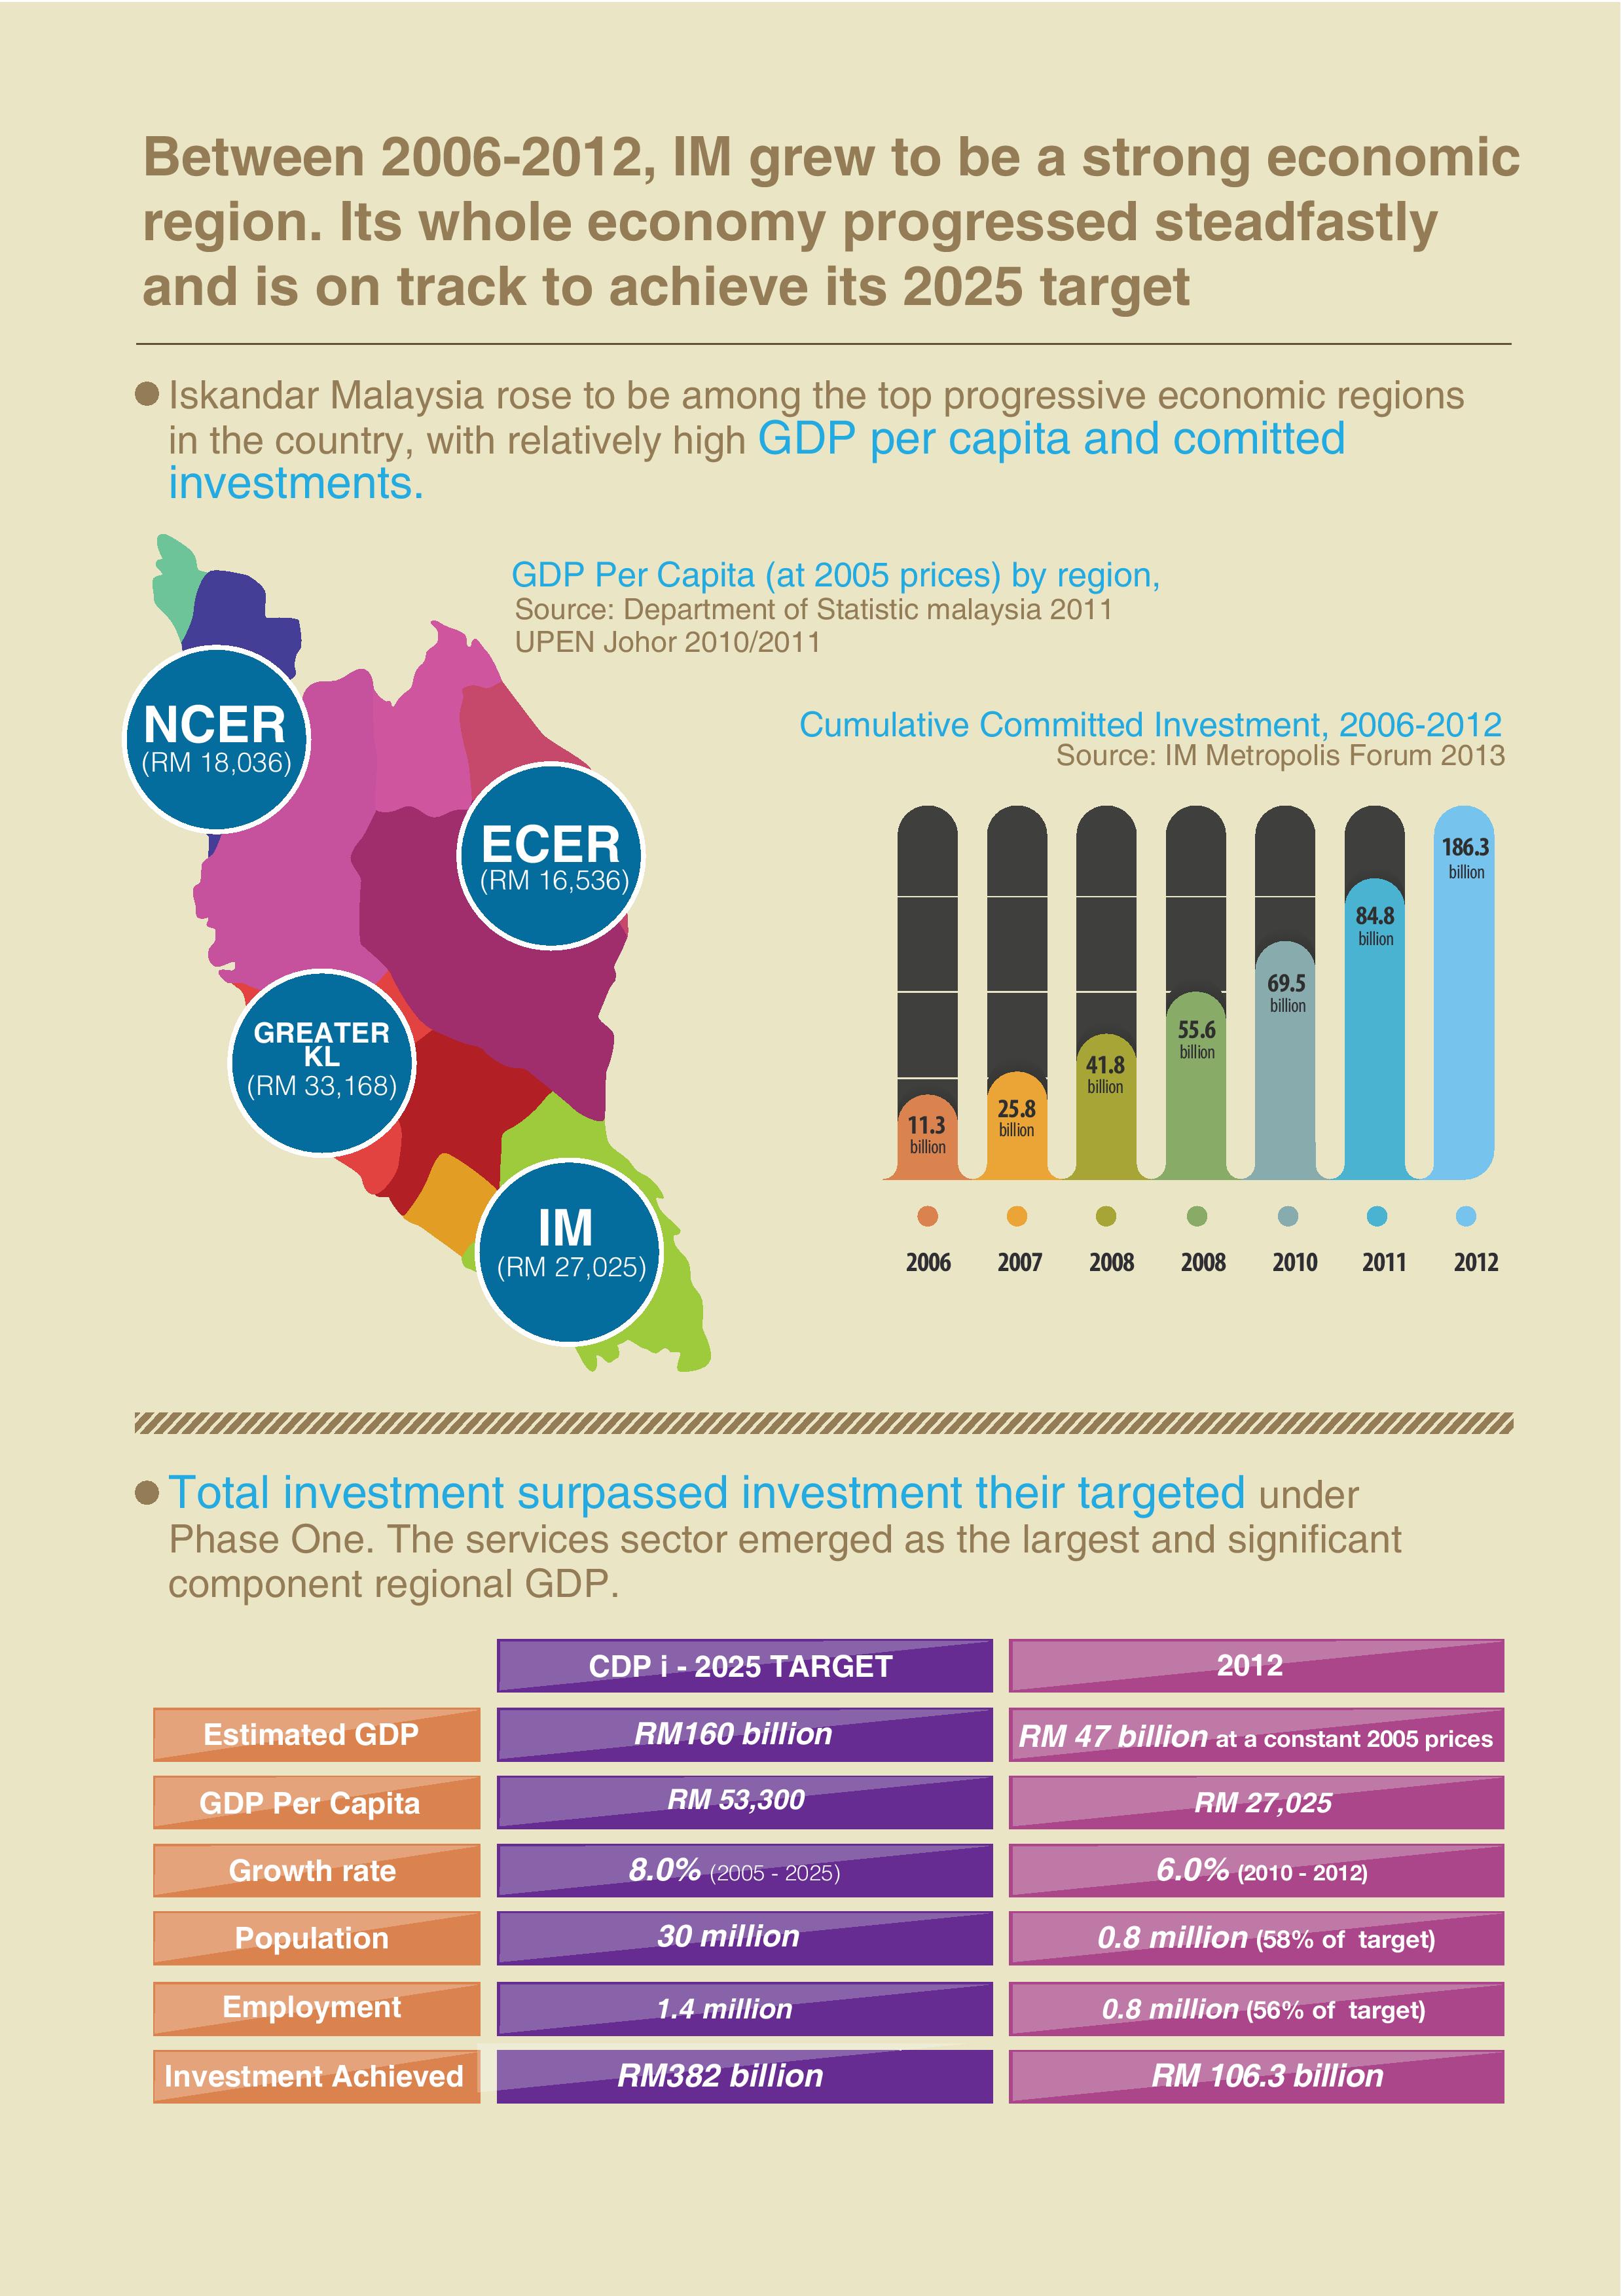 Between 2006-2012, IM grew to be a strong economic
region. Its whole economy progressed steadfastly
and is on track to achieve its 2025 target
Iskandar Malaysia rose to be among the top progressive economic regions
in the country, with relatively high GDP per capita and comitted
investments.
GDP Per Capita (at 2005 prices) by region,
Source: Department of Statistic malaysia 2011
UPEN Johor 2010/2011
NCER
(RM 18,036)
ECER
(RM 16,536)
GREATER
KL
(RM 33,168)
IM
(RM 27,025)
Cumulative Committed Investment, 2006-2012
Source: IM Metropolis Forum 2013
11.3
billion
25.8
billion
41.8
billion
55.6
billion
69.5
billion
84.8
billion
186.3
billion
2006 2007 2008 2008 2010 2011 2012
Total investment surpassed investment their targeted under
Phase One. The services sector emerged as the largest and significant
component regional GDP.
CDP i - 2025 TARGET 2012
Estimated GDP RM160 billion RM 47 billion at a constant 2005 prices
GDP Per Capita RM 53,300 RM 27,025
Growth rate 8.0% (2005 - 2025) 6.0% (2010 - 2012)
Population 30 million 0.8 million (58% of target)
Employment 1.4 million 0.8 million (56% of target)
Investment Achieved RM382 billion RM 106.3 billion